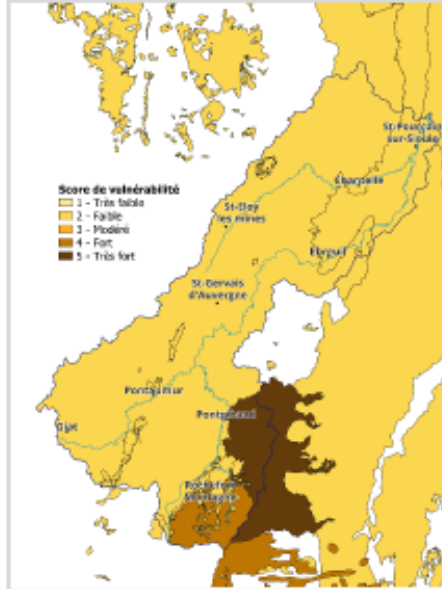 St-Pourçain
sur-Sioule
Chantelle
Score de vulnérabilité
1 - Très faible
2 - Faible
3 - Modéré
4 - Fort
5 - Très fort
St-Eloy
les mines
Ebreuil
St-Gervais
d'Auvergne
Pontaumur
Pontgibaud
Giat
Rochefort
Montagne